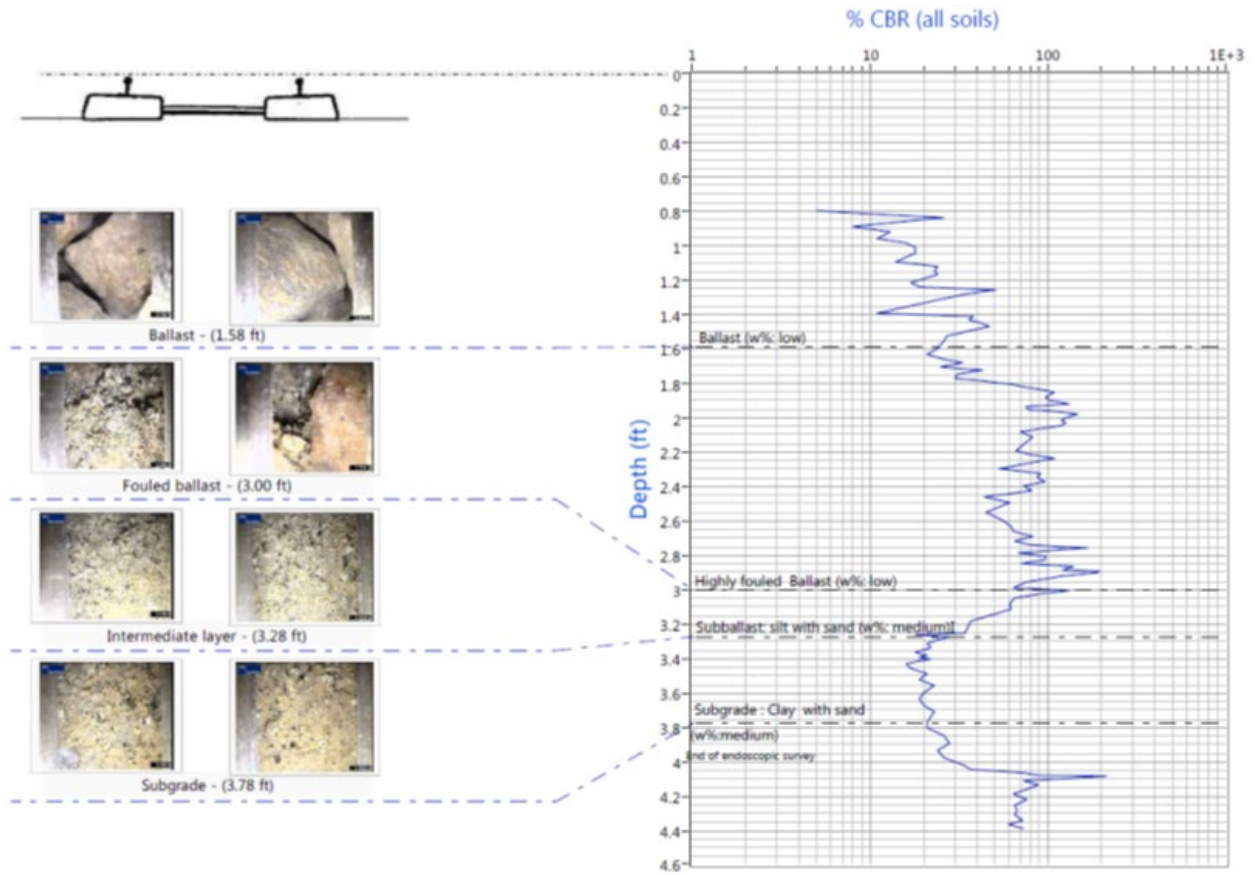 % CBR (all soils)
1 10 100 1E+3
0
0.2
0.4
0.6
0.8
1
1.2
1.4
1.6
1.8
2
2.2
2.4
2.6
2.8
3
3.2
3.4
3.6
3.8
4
4.2
4.4
4.6
Depth (ft)
Ballast - (1.58 ft)
Ballast (w%: low)
Fouled ballast - (3.00 ft)
Highly fouled Ballast (w%: low)
Intermediate layer - (3.28 ft)
Subballast: silt with sand (w%: medium)
Subgrade - (3.78 ft)
Subgrade : Clay with sand
(w%:medium)
End of endoscopic survey